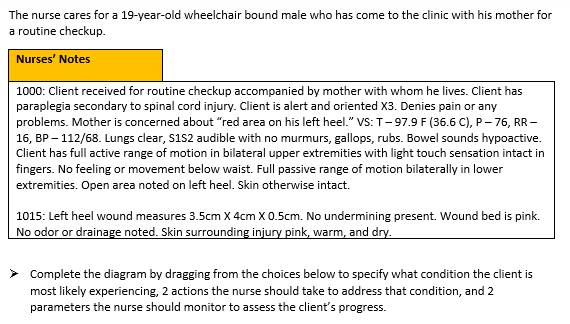 The nurse cares for a 19-year-old wheelchair bound male who has come to the clinic with his mother for
a routine checkup.
Nurses' Notes
1000: Client received for routine checkup accompanied by mother with whom he lives. Client has
paraplegia secondary to spinal cord injury. Client is alert and oriented X3. Denies pain or any
problems. Mother is concerned about "red area on his left heel." VS: T – 97.9 F (36.6 C), P – 76, RR –
16, BP – 112/68. Lungs clear, S1S2 audible with no murmurs, gallops, rubs. Bowel sounds hypoactive.
Client has full active range of motion in bilateral upper extremities with light touch sensation intact in
fingers. No feeling or movement below waist. Full passive range of motion bilaterally in lower
extremities. Open area noted on left heel. Skin otherwise intact.
1015: Left heel wound measures 3.5cm X 4cm X 0.5cm. No undermining present. Wound bed is pink.
No odor or drainage noted. Skin surrounding injury pink, warm, and dry.
➤ Complete the diagram by dragging from the choices below to specify what condition the client is
most likely experiencing, 2 actions the nurse should take to address that condition, and 2
parameters the nurse should monitor to assess the client's progress.